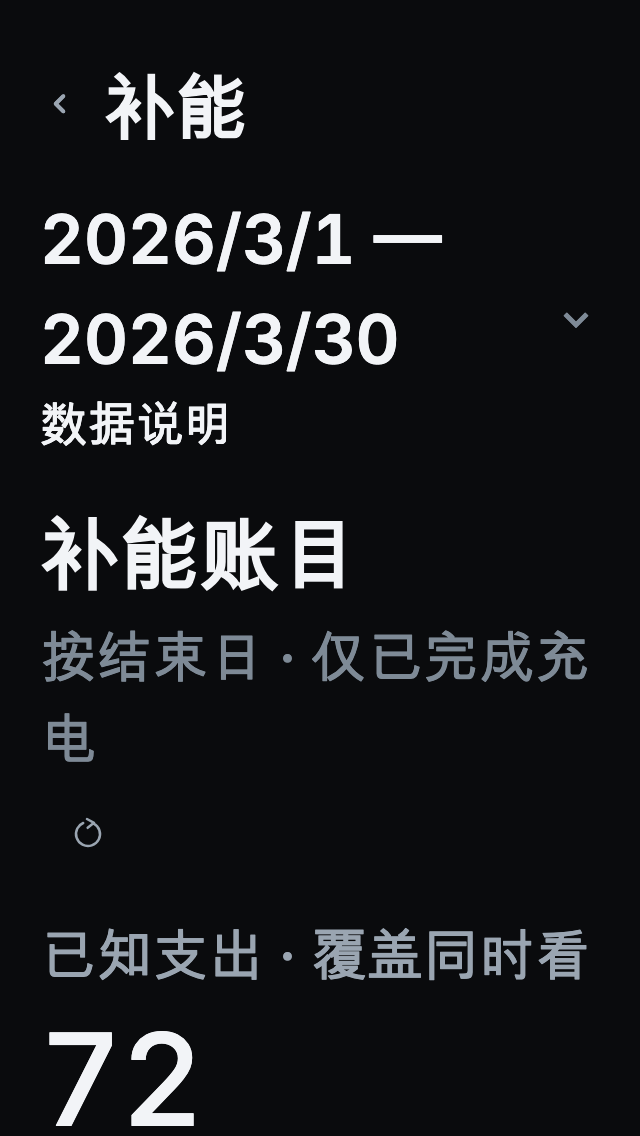 补能
2026/3/1 —
2026/3/30
数据说明
补能账目
按结束日 · 仅已完成充
电
已知支出 · 覆盖同时看
72